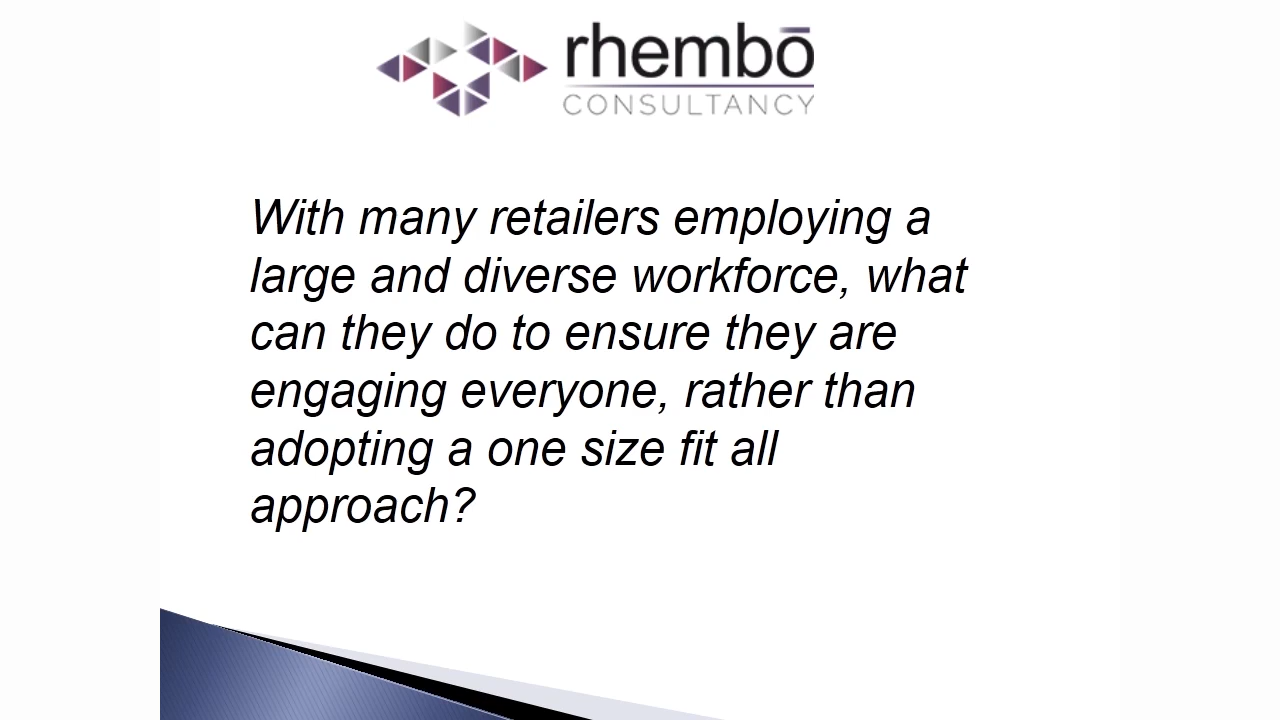 rhembō
CONSULTANCY
With many retailers employing a
large and diverse workforce, what
can they do to ensure they are
engaging everyone, rather than
adopting a one size fit all
approach?